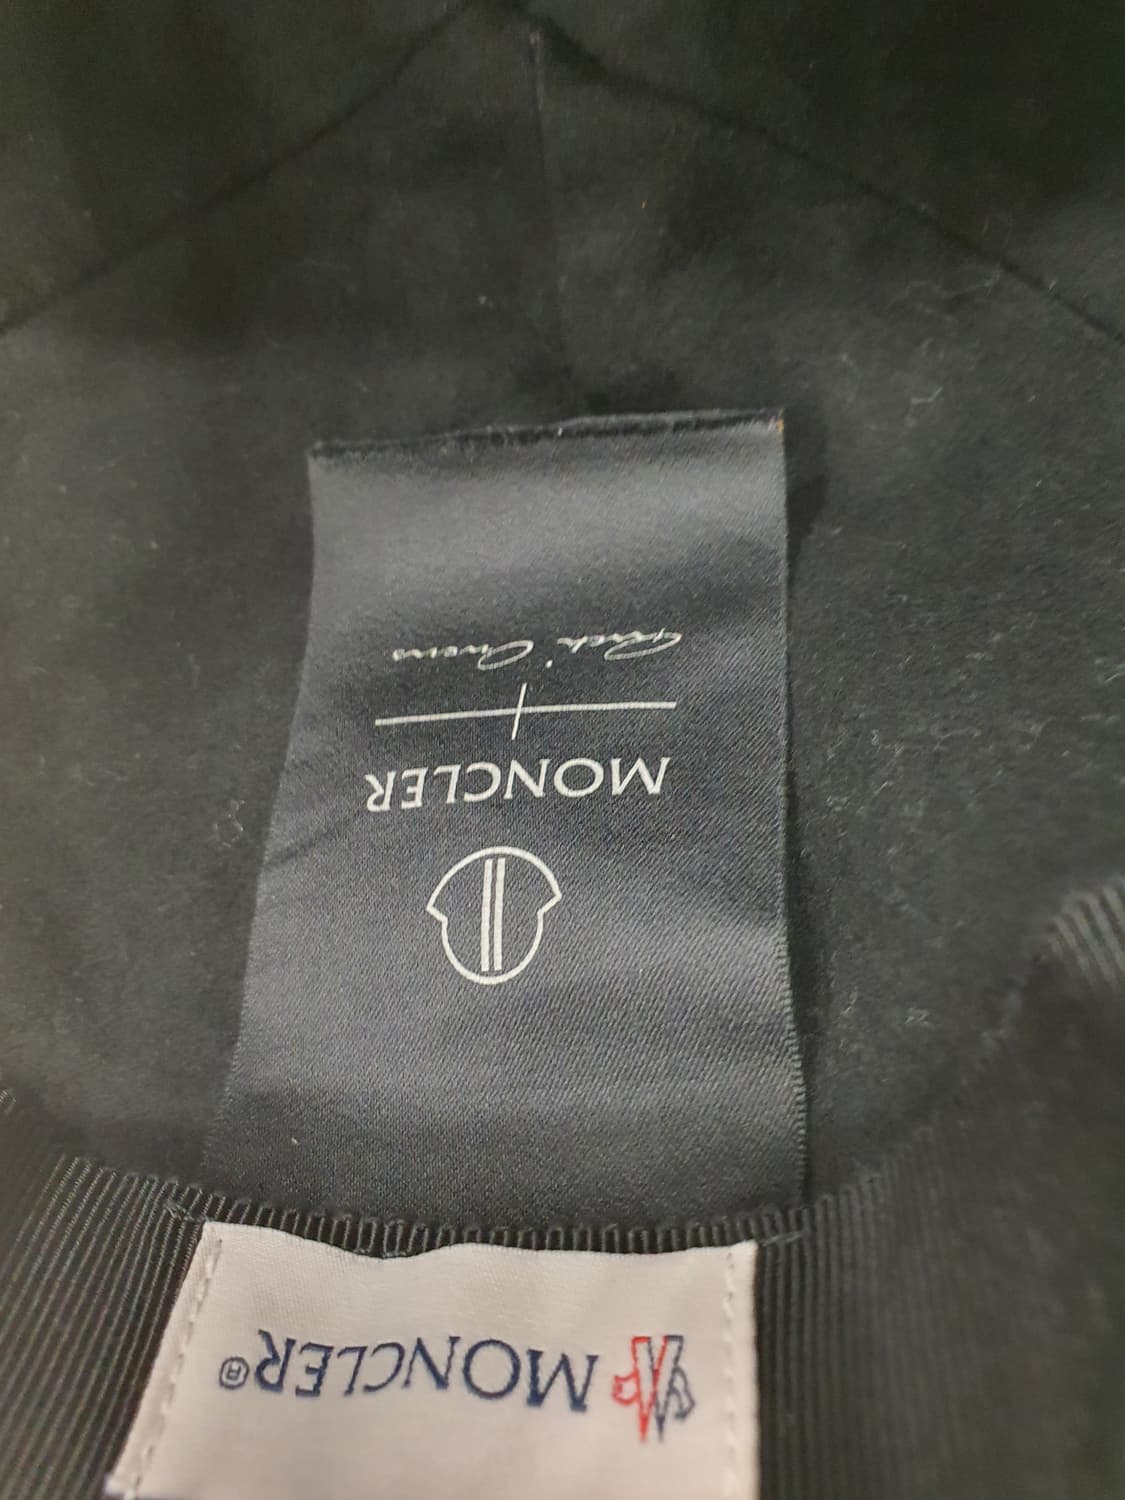 MONCLER®
MONCLER
+
Rick Owens